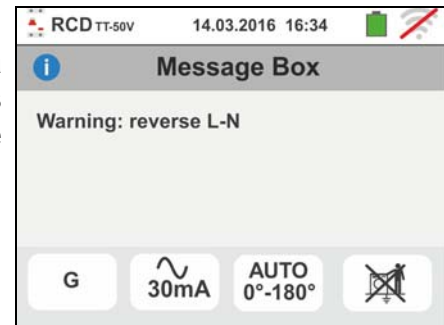 RCD TT-50V 14.03.2016 16:34
Message Box
Warning: reverse L-N
G 30mA AUTO 0°-180°